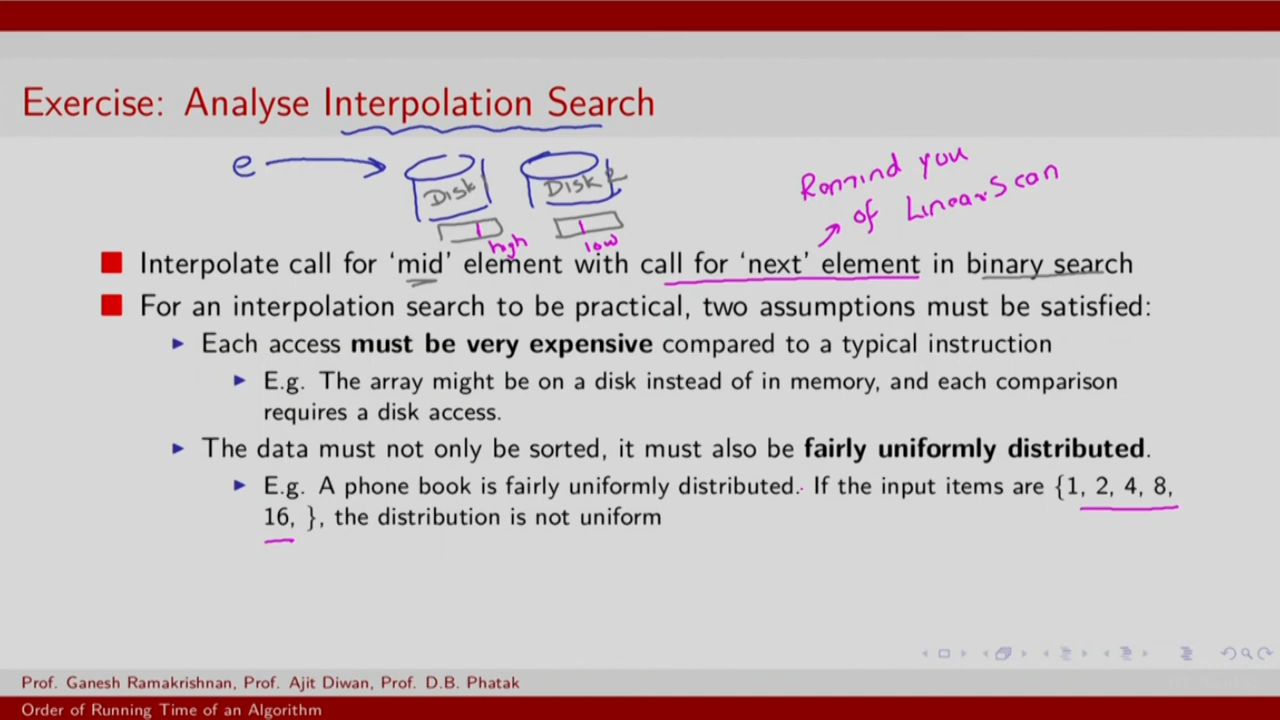 Exercise: Analyse Interpolation Search
e
Disk
Disk
high
low
Remind you
of Linear Scan
Interpolate call for ‘mid’ element with call for ‘next’ element in binary search
For an interpolation search to be practical, two assumptions must be satisfied:
Each access must be very expensive compared to a typical instruction
E.g. The array might be on a disk instead of in memory, and each comparison
requires a disk access.
The data must not only be sorted, it must also be fairly uniformly distributed.
E.g. A phone book is fairly uniformly distributed. If the input items are {1, 2, 4, 8,
16, }, the distribution is not uniform
Prof. Ganesh Ramakrishnan, Prof. Ajit Diwan, Prof. D.B. Phatak
Order of Running Time of an Algorithm